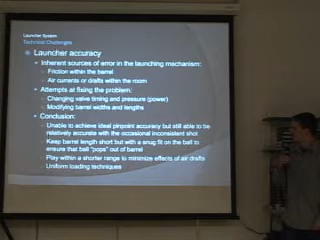 Launcher System
Technical Challenges
Launcher accuracy
Inherent sources of error in the launching mechanism:
Friction within the barrel
Air currents or drafts within the room
Attempts at fixing the problem:
Changing valve timing and pressure (power)
Modifying barrel widths and lengths
Conclusion:
Unable to achieve ideal pinpoint accuracy but still able to be
relatively accurate with the occasional inconsistent shot
Keep barrel length short but with a snug fit on the ball to
ensure that ball "pops" out of barrel
Play within a shorter range to minimize effects of air drafts
Uniform loading techniques